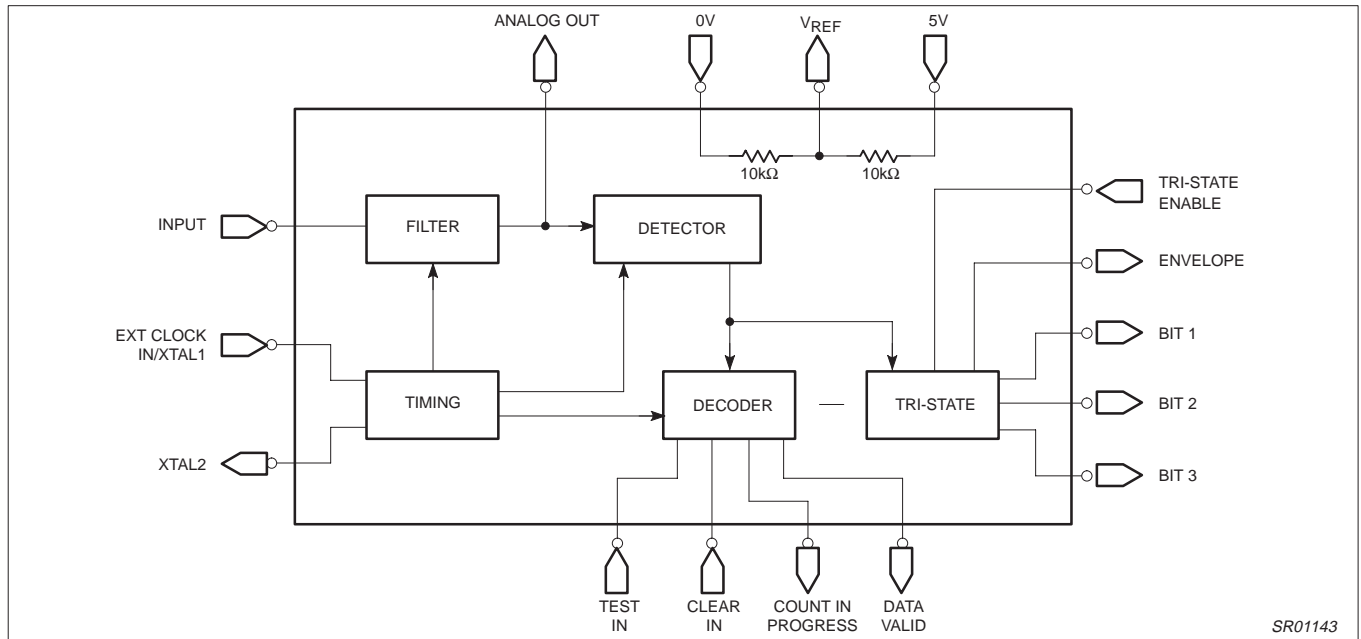 ANALOG OUT
0V
VREF
5V
10kΩ
10kΩ
TRI-STATE
ENABLE
INPUT
FILTER
DETECTOR
ENVELOPE
EXT CLOCK
IN/XTAL1
BIT 1
TIMING
DECODER
TRI-STATE
BIT 2
XTAL2
BIT 3
TEST
IN
CLEAR
IN
COUNT IN
PROGRESS
DATA
VALID
SR01143